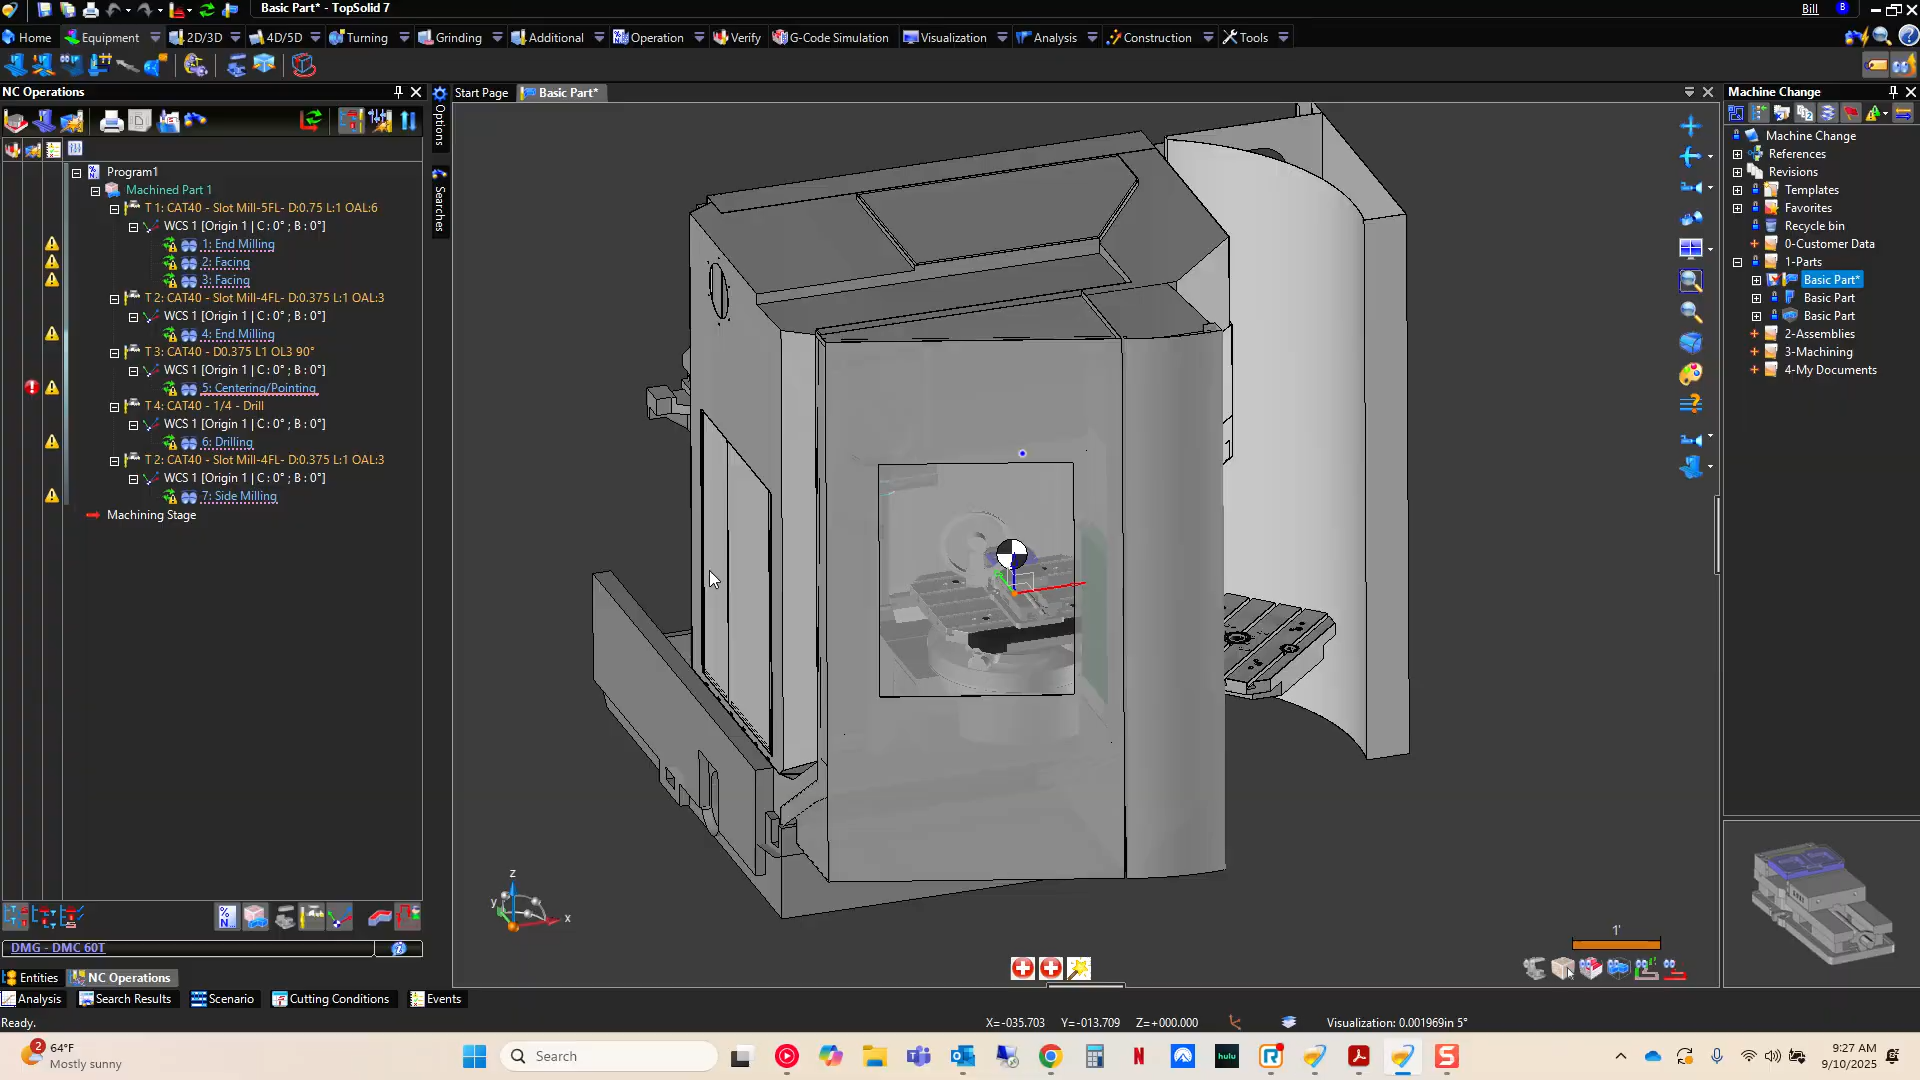 Basic Part* - TopSolid 7
Bill
B
Home
Equipment
2D/3D
4D/5D
Turning
Grinding
Additional
Operation
Verify
G-Code Simulation
Visualization
Analysis
Construction
Tools
NC Operations
Options
Searches
Start Page
Basic Part*
Machine Change
Program1
Machined Part 1
T 1: CAT40 - Slot Mill-5FL- D:0.75 L:1 OAL:6
WCS 1 [Origin 1 | C : 0° ; B : 0°]
1: End Milling
2: Facing
3: Facing
T 2: CAT40 - Slot Mill-4FL- D:0.375 L:1 OAL:3
WCS 1 [Origin 1 | C : 0° ; B : 0°]
4: End Milling
T 3: CAT40 - D0.375 L1 OL3 90°
WCS 1 [Origin 1 | C : 0° ; B : 0°]
5: Centering/Pointing
T 4: CAT40 - 1/4 - Drill
WCS 1 [Origin 1 | C : 0° ; B : 0°]
6: Drilling
T 2: CAT40 - Slot Mill-4FL- D:0.375 L:1 OAL:3
WCS 1 [Origin 1 | C : 0° ; B : 0°]
7: Side Milling
Machining Stage
Machine Change
References
Revisions
Templates
Favorites
Recycle bin
0-Customer Data
1-Parts
Basic Part*
Basic Part
Basic Part
2-Assemblies
3-Machining
4-My Documents
z
y
x
1'
DMG - DMC 60T
Entities
NC Operations
Analysis
Search Results
Scenario
Cutting Conditions
Events
Ready.
X=-035.703
Y=-013.709
Z=+000.000
Visualization: 0.001969in 5°
2
64°F
Mostly sunny
Search
N
hulu
R
S
9:27 AM
9/10/2025